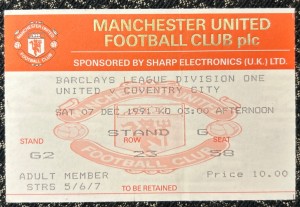 MANCHESTER UNITED
FOOTBALL CLUB plc
SPONSORED BY SHARP ELECTRONICS (U.K.) LTD.
BARCLAYS LEAGUE DIVISION ONE
UNITED V COVENTRY CITY
SAT 07 DEC 1991 KO 03:00 AFTERNOON
STAND G
STAND ROW SEAT
G2 23 58
ADULT MEMBER Price 10.00
STRS 5/6/7 TO BE RETAINED